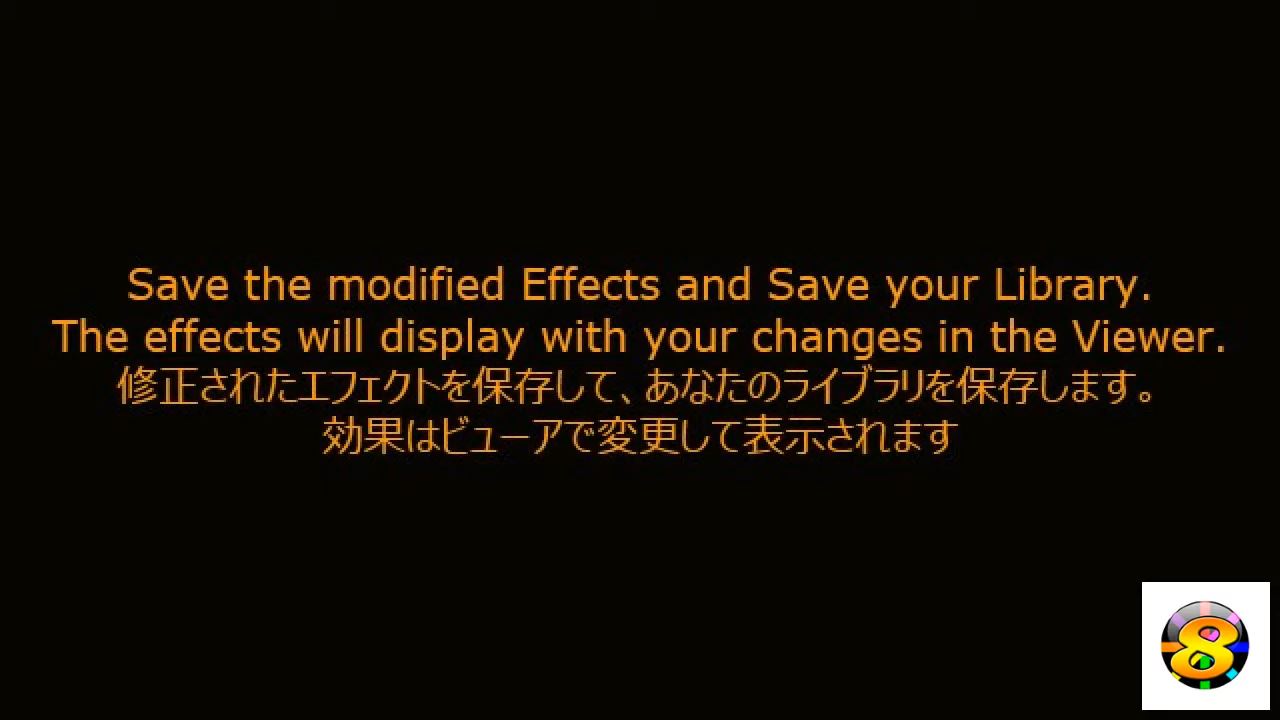 Save the modified Effects and Save your Library.
The effects will display with your changes in the Viewer.
修正されたエフェクトを保存して、あなたのライブラリを保存します。
効果はビューアで変更して表示されます
8